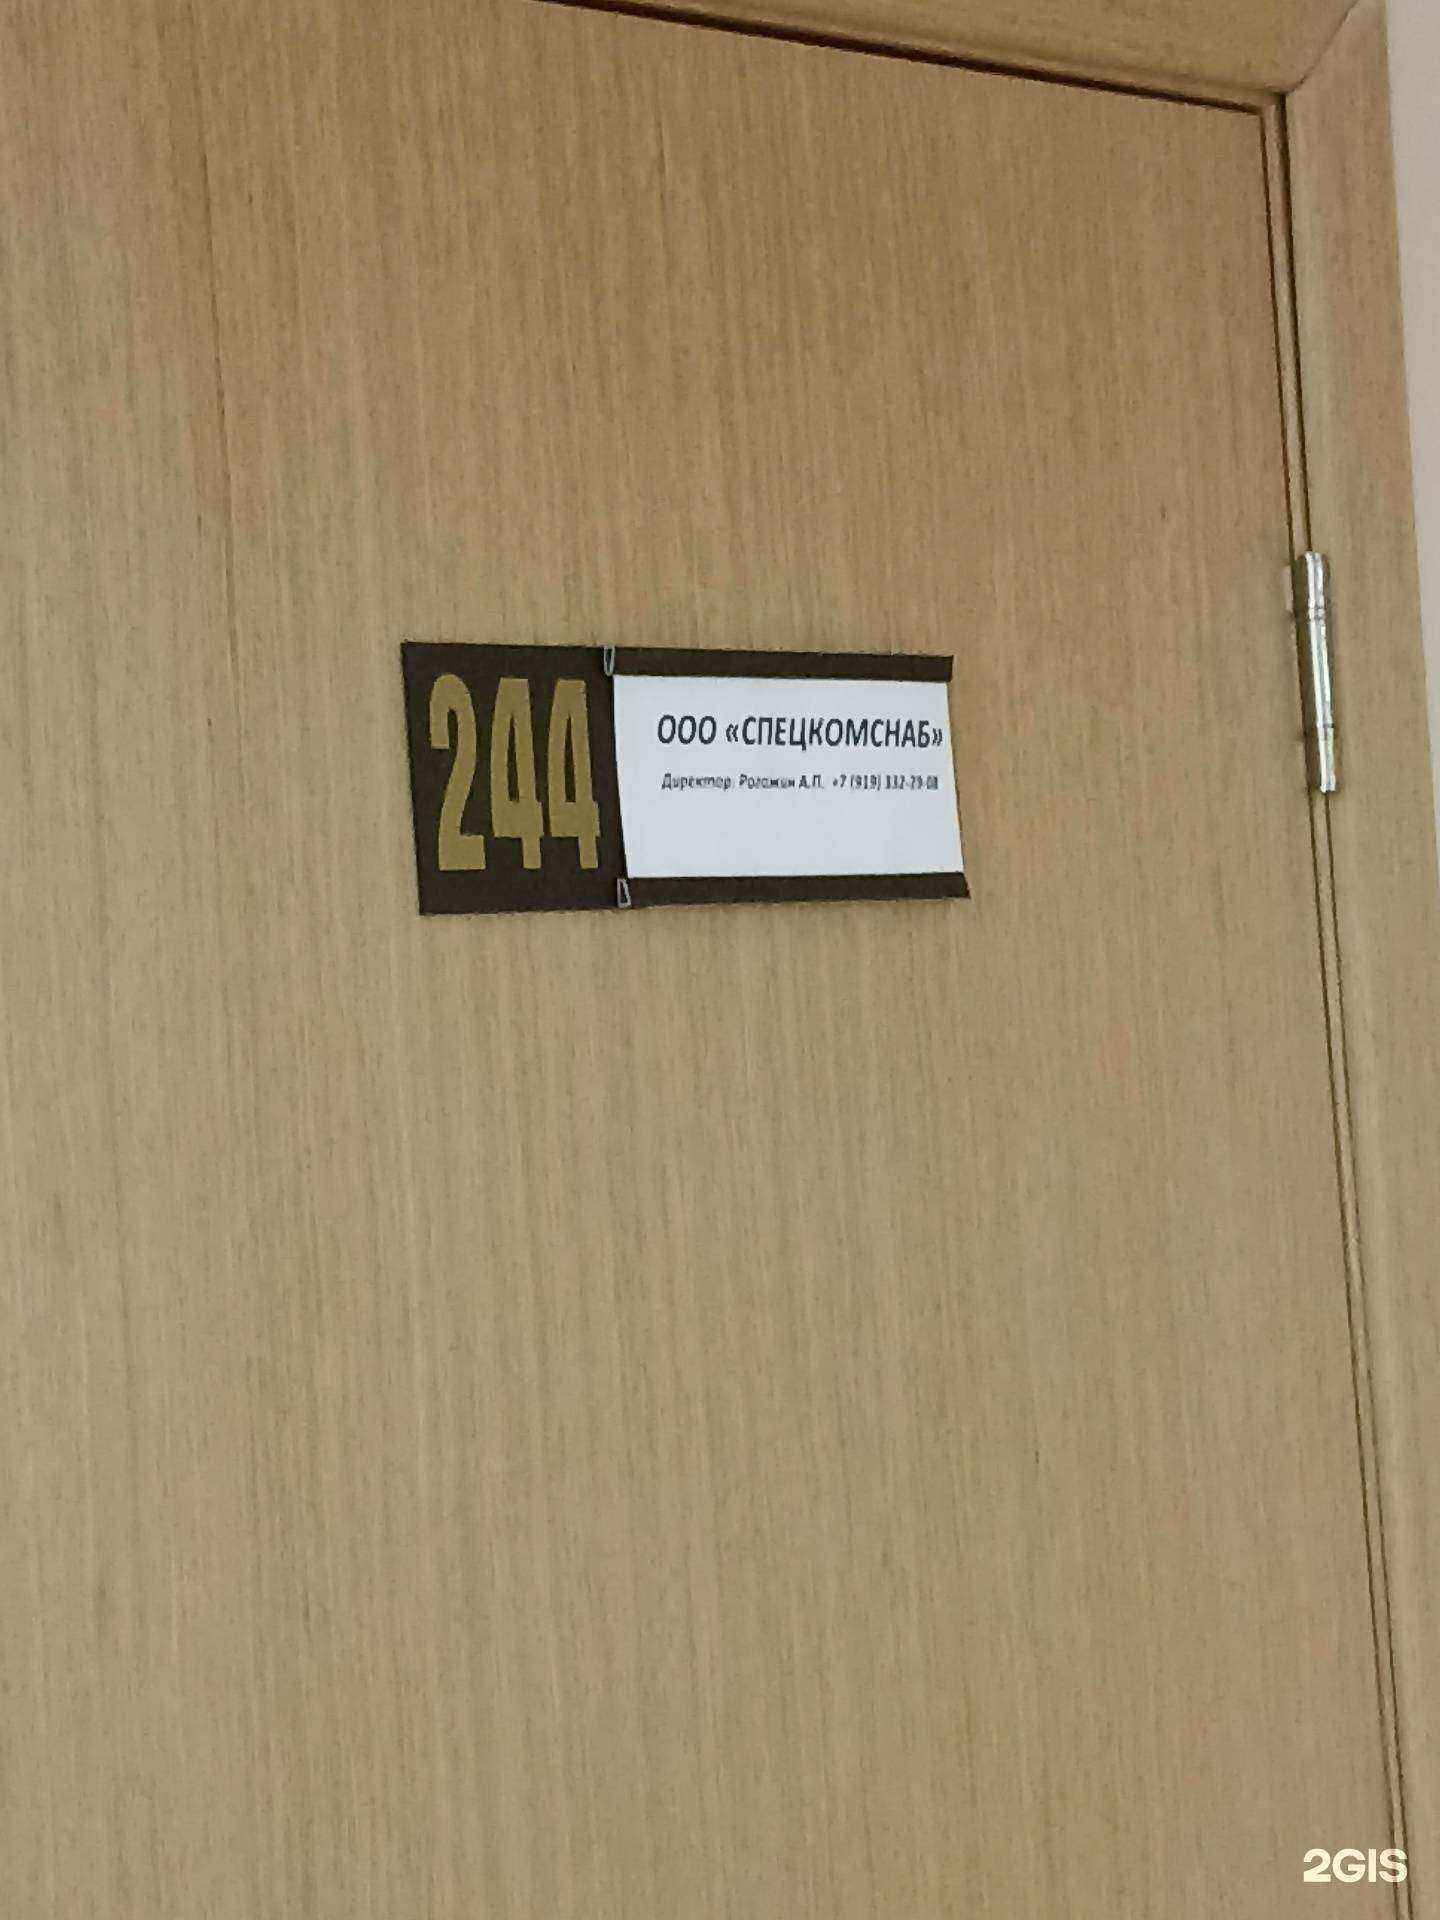 244
ООО «СПЕЦКОМСНАБ»
Директор: Рогожин А.П. +7 (919) 332-29-08
2GIS